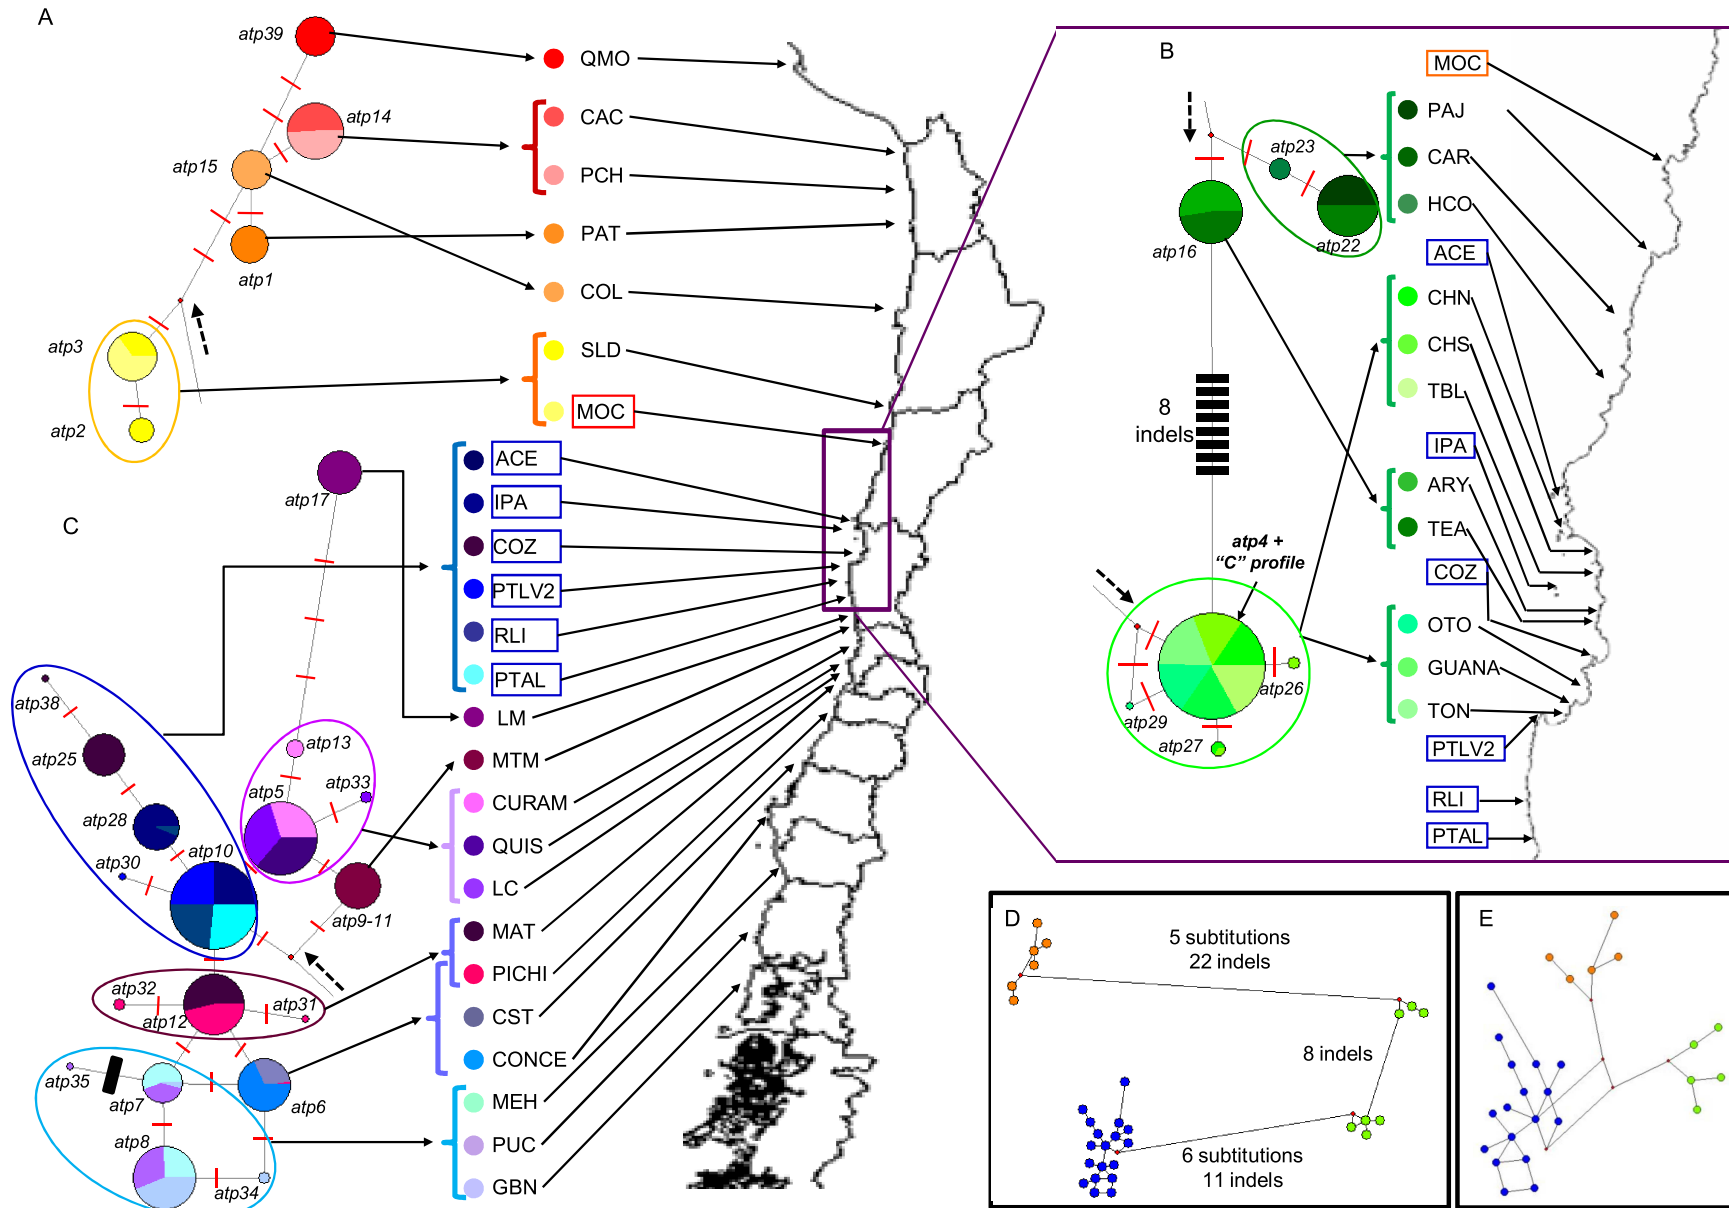 A
atp39
atp14
atp15
atp1
atp3
atp2
QMO
CAC
PCH
PAT
COL
SLD
MOC
ACE
IPA
COZ
PTLV2
RLI
PTAL
LM
MTM
CURAM
QUIS
LC
MAT
PICHI
CST
CONCE
MEH
PUC
GBN
C
atp17
atp38
atp25
atp28
atp30
atp10
atp13
atp33
atp5
atp9-11
atp32
atp31
atp12
atp35
atp7
atp6
atp8
atp34
B
atp23
atp22
atp16
8
indels
atp4 +
“C” profile
atp26
atp29
atp27
MOC
PAJ
CAR
HCO
ACE
CHN
CHS
TBL
IPA
ARY
TEA
COZ
OTO
GUANA
TON
PTLV2
RLI
PTAL
D
5 subtitutions
22 indels
8 indels
6 subtitutions
11 indels
E